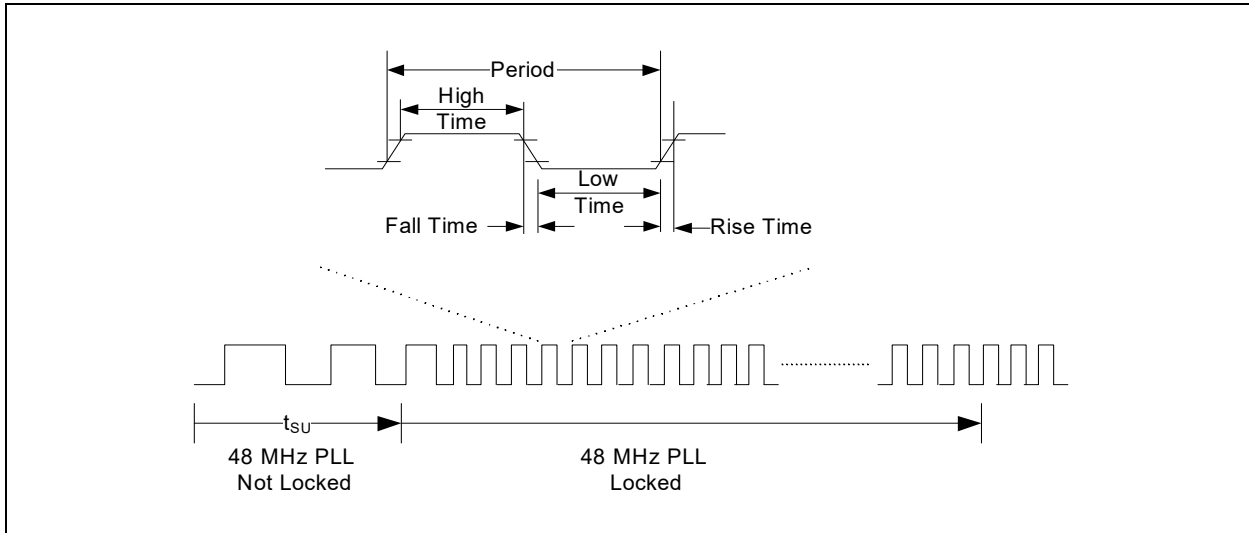 Period
High
Time
Low
Time
Fall Time
Rise Time
tSU
48 MHz PLL
Not Locked
48 MHz PLL
Locked